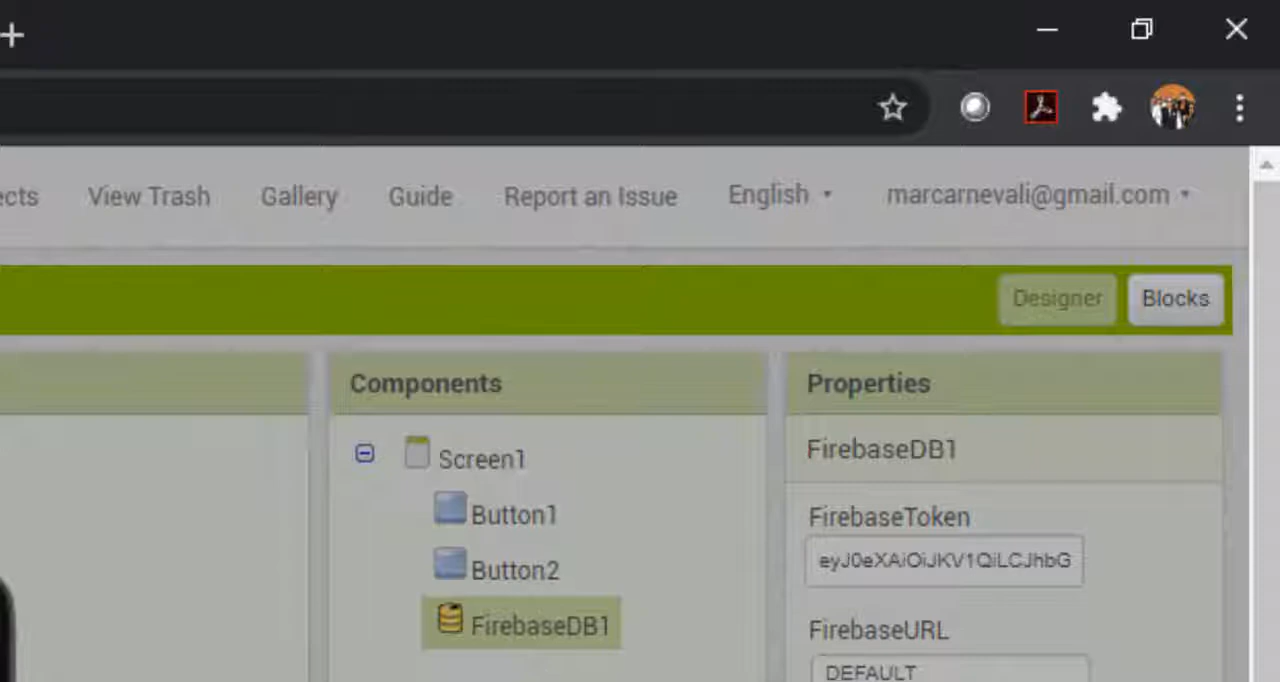 ects View Trash Gallery Guide Report an Issue English marcarnevali@gmail.com
Designer Blocks
Components
Properties
Screen1
Button1
Button2
FirebaseDB1
FirebaseDB1
FirebaseToken
eyJ0eXAiOiJKV1QiLCJhbG
FirebaseURL
DEFAULT